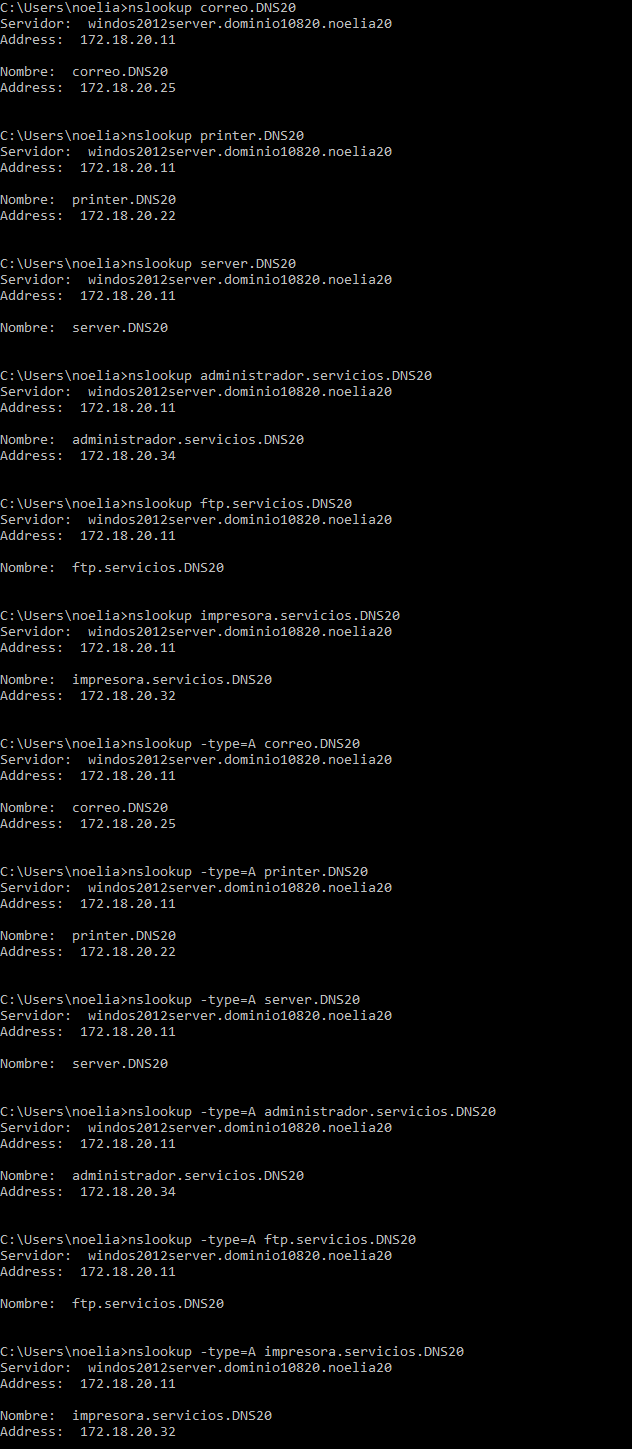 C:\Users\noelia>nslookup correo.DNS20
Servidor:  windos2012server.dominio10820.noelia20
Address:  172.18.20.11
Nombre:  correo.DNS20
Address:  172.18.20.25
C:\Users\noelia>nslookup printer.DNS20
Servidor:  windos2012server.dominio10820.noelia20
Address:  172.18.20.11
Nombre:  printer.DNS20
Address:  172.18.20.22
C:\Users\noelia>nslookup server.DNS20
Servidor:  windos2012server.dominio10820.noelia20
Address:  172.18.20.11
Nombre:  server.DNS20
C:\Users\noelia>nslookup administrador.servicios.DNS20
Servidor:  windos2012server.dominio10820.noelia20
Address:  172.18.20.11
Nombre:  administrador.servicios.DNS20
Address:  172.18.20.34
C:\Users\noelia>nslookup ftp.servicios.DNS20
Servidor:  windos2012server.dominio10820.noelia20
Address:  172.18.20.11
Nombre:  ftp.servicios.DNS20
C:\Users\noelia>nslookup impresora.servicios.DNS20
Servidor:  windos2012server.dominio10820.noelia20
Address:  172.18.20.11
Nombre:  impresora.servicios.DNS20
Address:  172.18.20.32
C:\Users\noelia>nslookup -type=A correo.DNS20
Servidor:  windos2012server.dominio10820.noelia20
Address:  172.18.20.11
Nombre:  correo.DNS20
Address:  172.18.20.25
C:\Users\noelia>nslookup -type=A printer.DNS20
Servidor:  windos2012server.dominio10820.noelia20
Address:  172.18.20.11
Nombre:  printer.DNS20
Address:  172.18.20.22
C:\Users\noelia>nslookup -type=A server.DNS20
Servidor:  windos2012server.dominio10820.noelia20
Address:  172.18.20.11
Nombre:  server.DNS20
C:\Users\noelia>nslookup -type=A administrador.servicios.DNS20
Servidor:  windos2012server.dominio10820.noelia20
Address:  172.18.20.11
Nombre:  administrador.servicios.DNS20
Address:  172.18.20.34
C:\Users\noelia>nslookup -type=A ftp.servicios.DNS20
Servidor:  windos2012server.dominio10820.noelia20
Address:  172.18.20.11
Nombre:  ftp.servicios.DNS20
C:\Users\noelia>nslookup -type=A impresora.servicios.DNS20
Servidor:  windos2012server.dominio10820.noelia20
Address:  172.18.20.11
Nombre:  impresora.servicios.DNS20
Address:  172.18.20.32